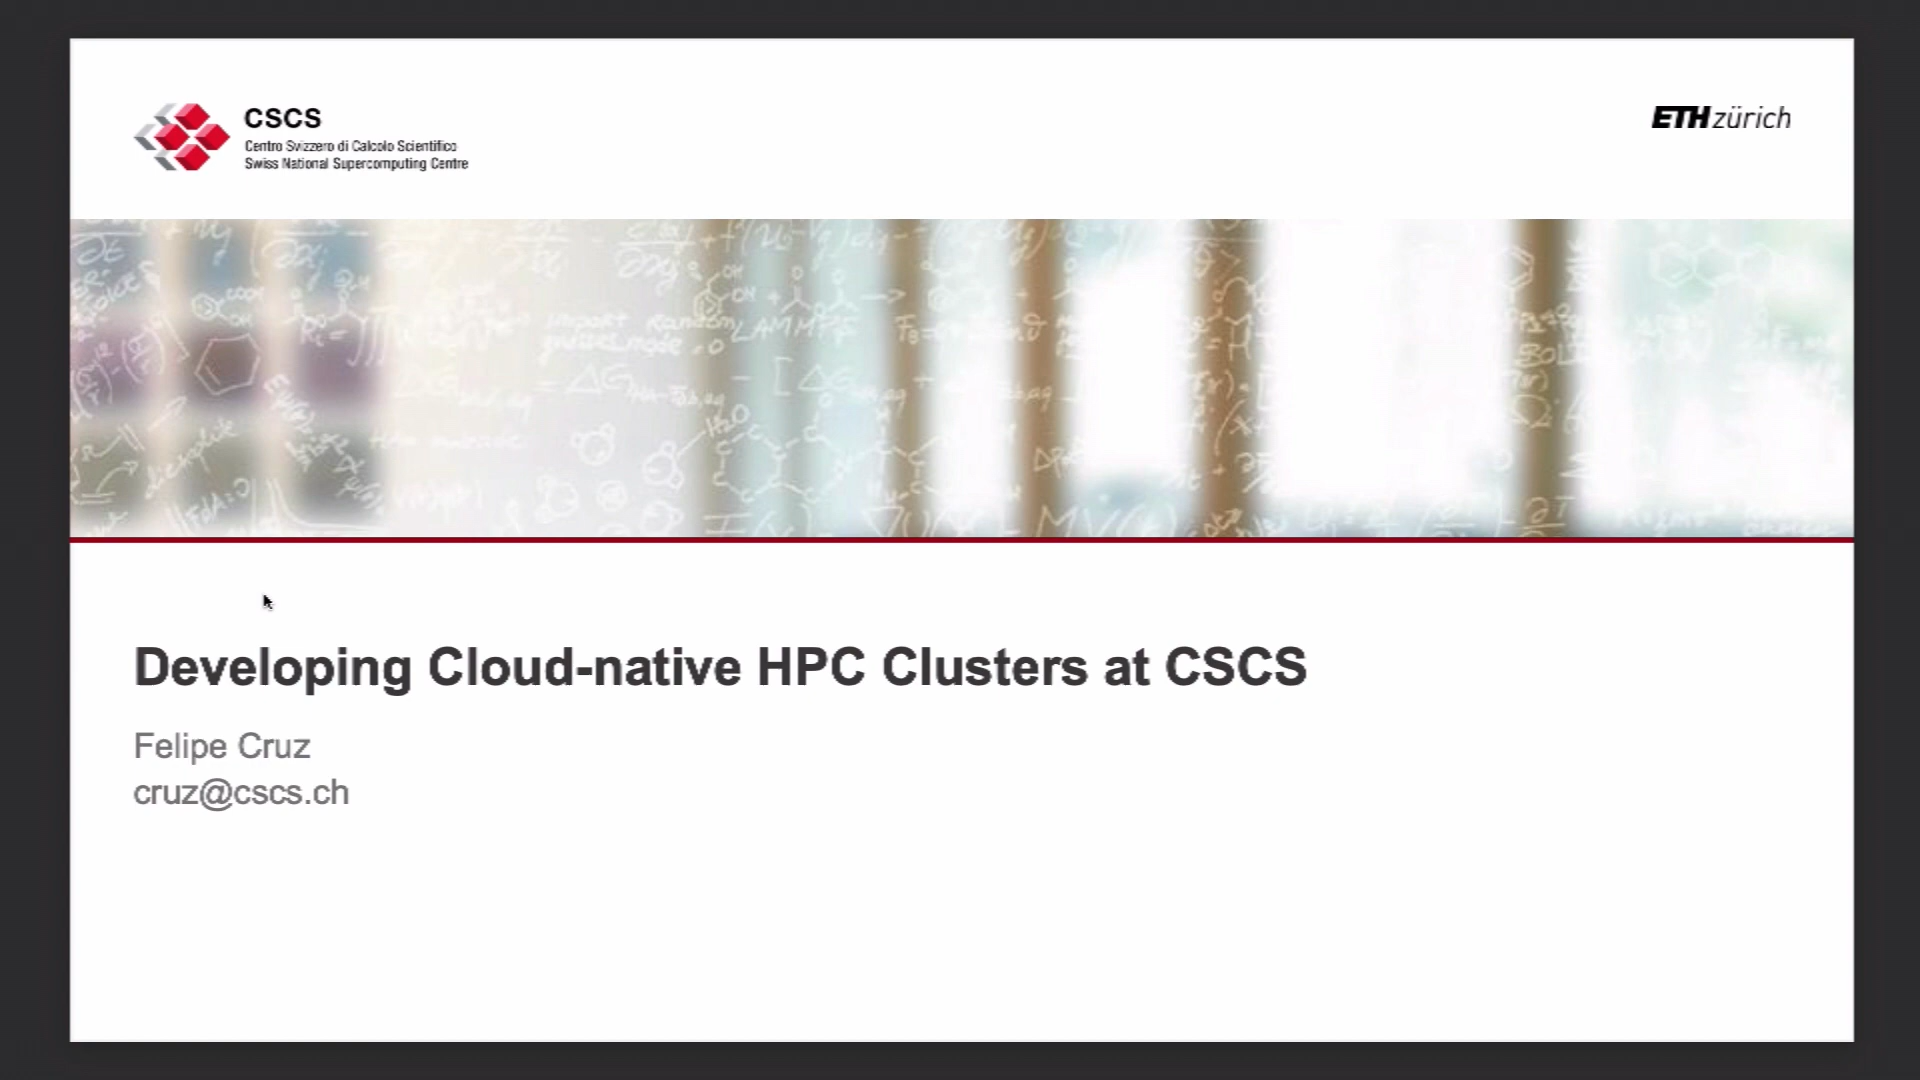 CSCS
Centro Svizzero di Calcolo Scientifico
Swiss National Supercomputing Centre
ETH zürich
Developing Cloud-native HPC Clusters at CSCS
Felipe Cruz
cruz@cscs.ch